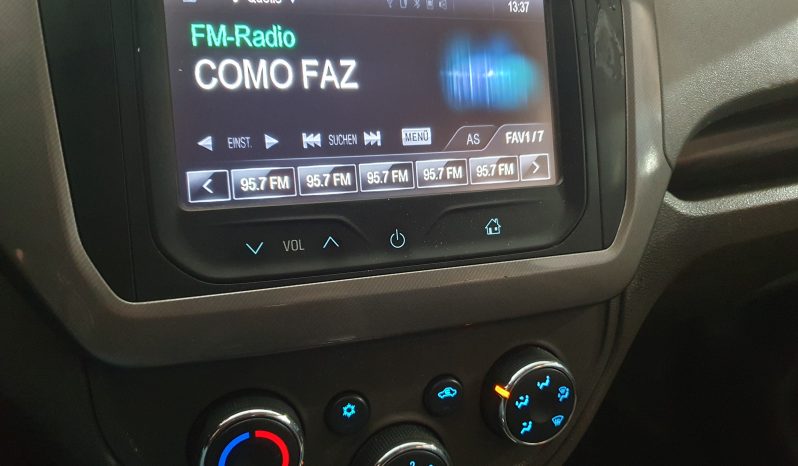 13:37
FM-Radio
COMO FAZ
EINST. SUCHEN MENÜ AS FAV1/7
95.7 FM 95.7 FM 95.7 FM 95.7 FM 95.7 FM
VOL